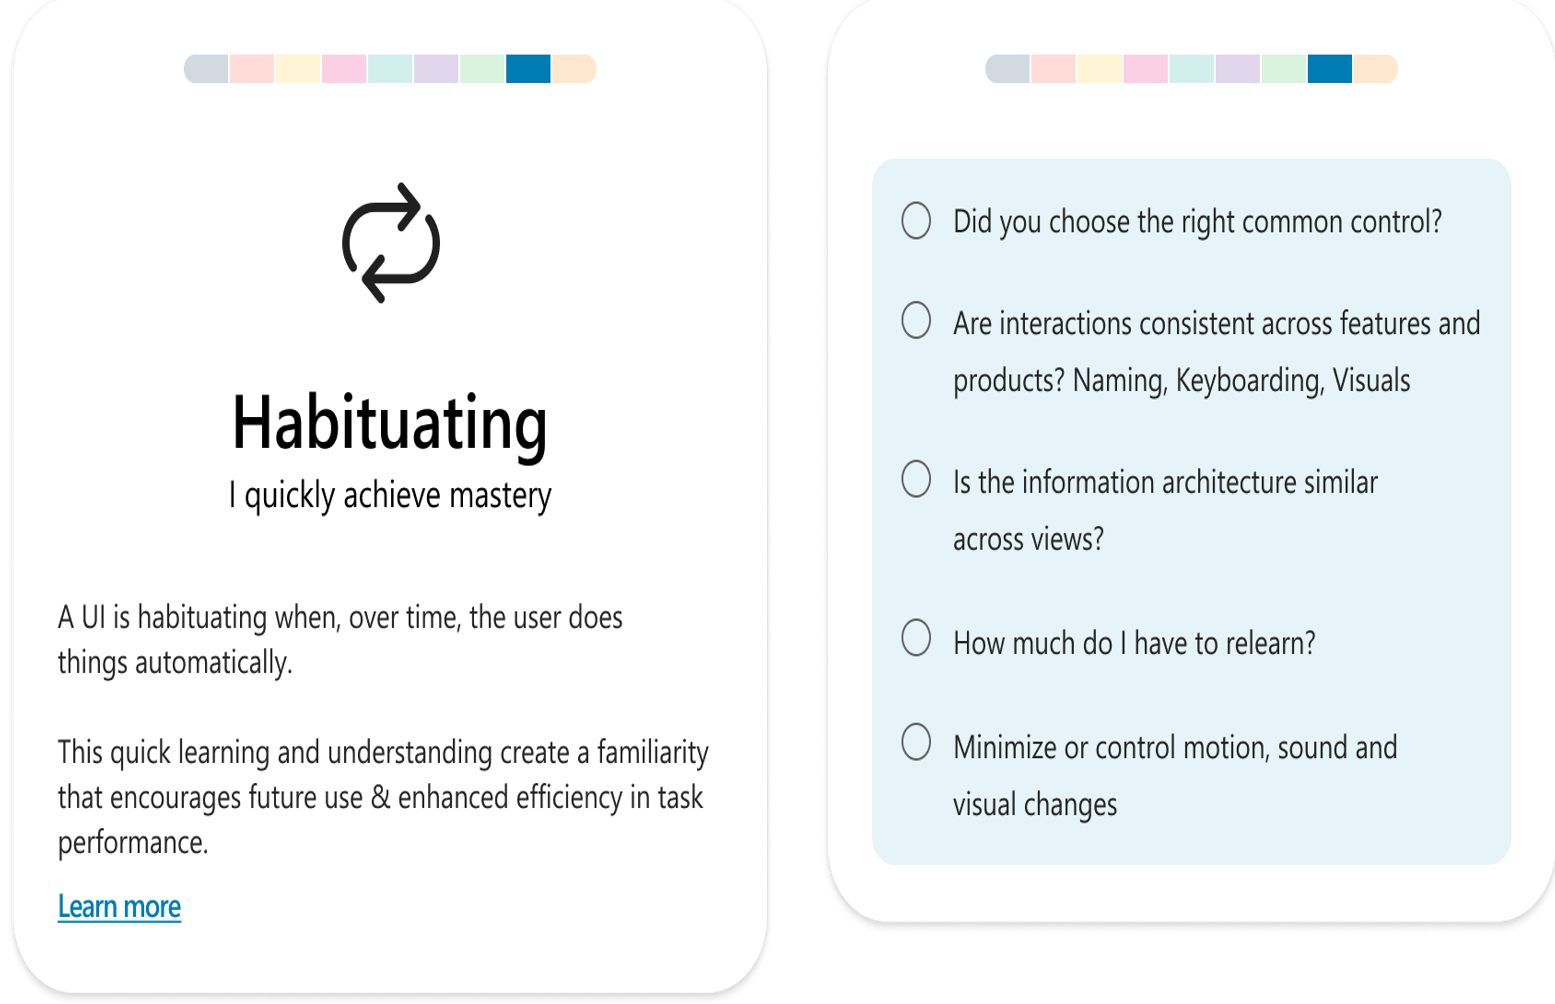 Habituating
I quickly achieve mastery
A UI is habituating when, over time, the user does
things automatically.
This quick learning and understanding create a familiarity
that encourages future use & enhanced efficiency in task
performance.
Learn more
Did you choose the right common control?
Are interactions consistent across features and
products? Naming, Keyboarding, Visuals
Is the information architecture similar
across views?
How much do I have to relearn?
Minimize or control motion, sound and
visual changes